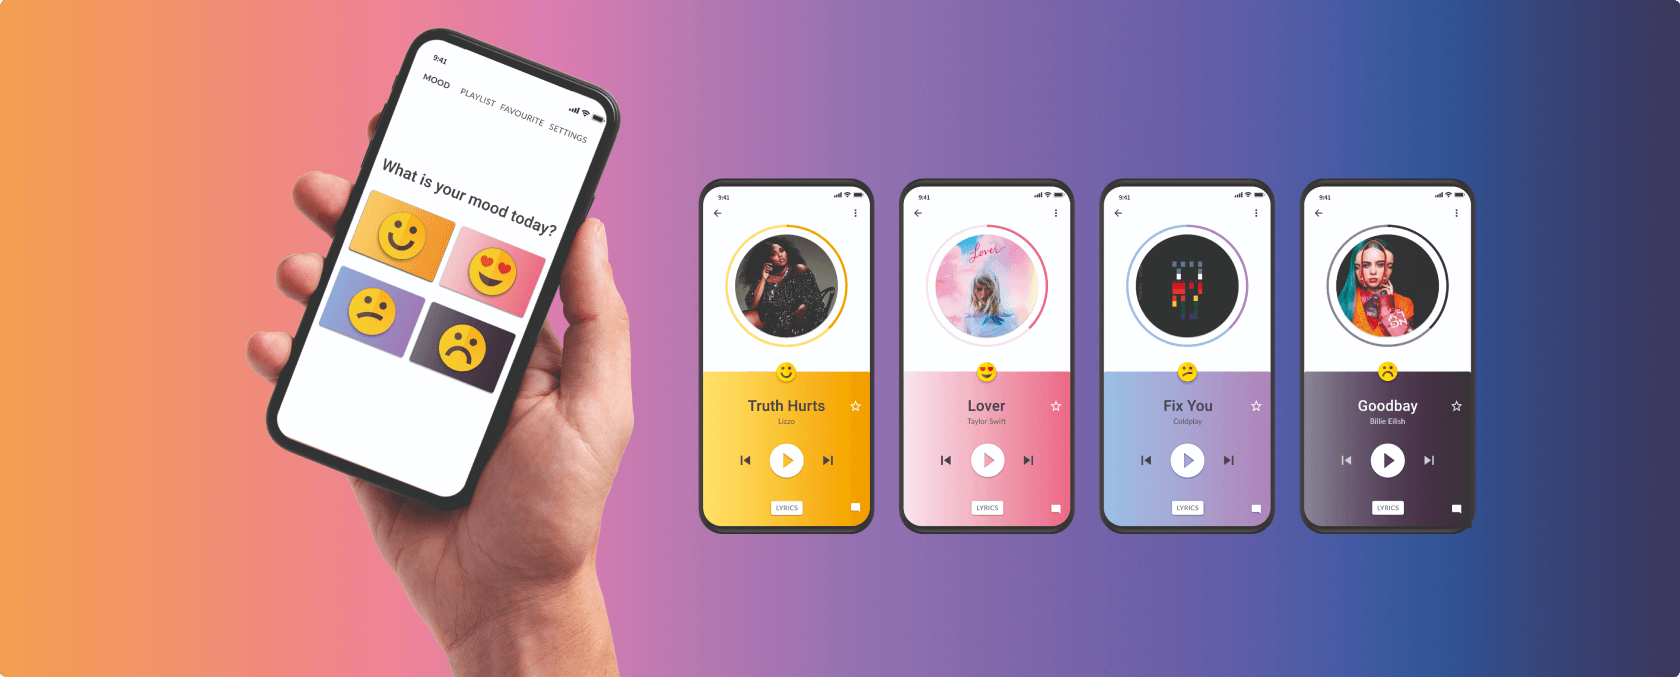 9:41
MOOD PLAYLIST FAVOURITE SETTINGS
What is your mood today?
9:41
Truth Hurts
Lizzo
LYRICS
9:41
Lover
Lover
Taylor Swift
LYRICS
9:41
Fix You
Coldplay
LYRICS
9:41
Goodbay
Billie Eilish
LYRICS